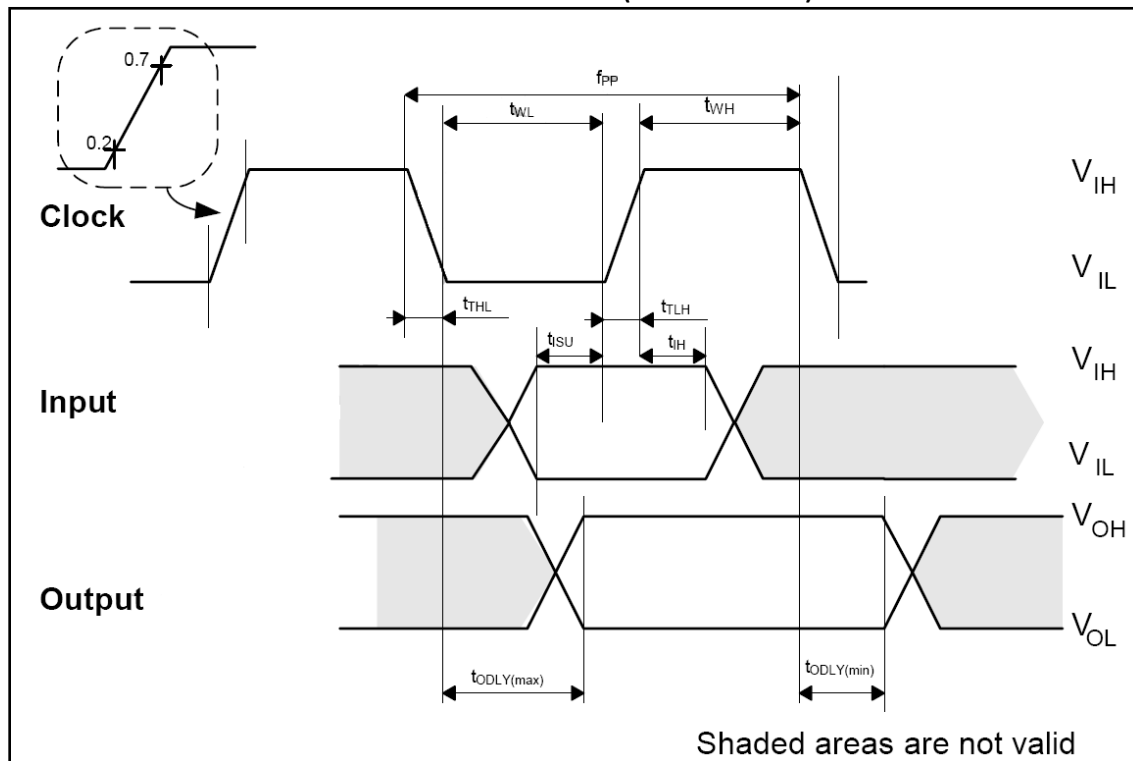 0.7
0.2
fPP
tWL
tWH
Clock
VIH
VIL
tTHL
tTLH
tISU
tIH
Input
VIH
VIL
Output
VOH
VOL
tODLY(max)
tODLY(min)
Shaded areas are not valid